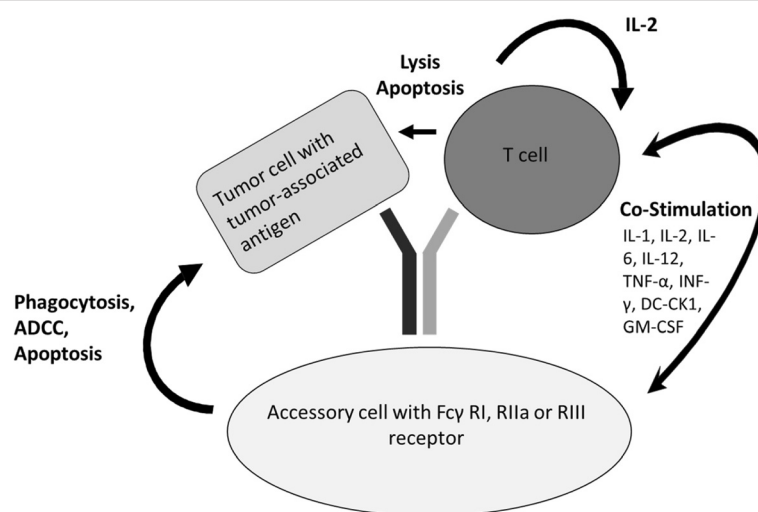 IL-2
Lysis
Apoptosis
T cell
Tumor cell with
tumor-associated
antigen
Co-Stimulation
IL-1, IL-2, IL-
6, IL-12,
TNF-α, INF-
γ, DC-CK1,
GM-CSF
Phagocytosis,
ADCC,
Apoptosis
Accessory cell with Fcγ RI, RIIa or RIII
receptor